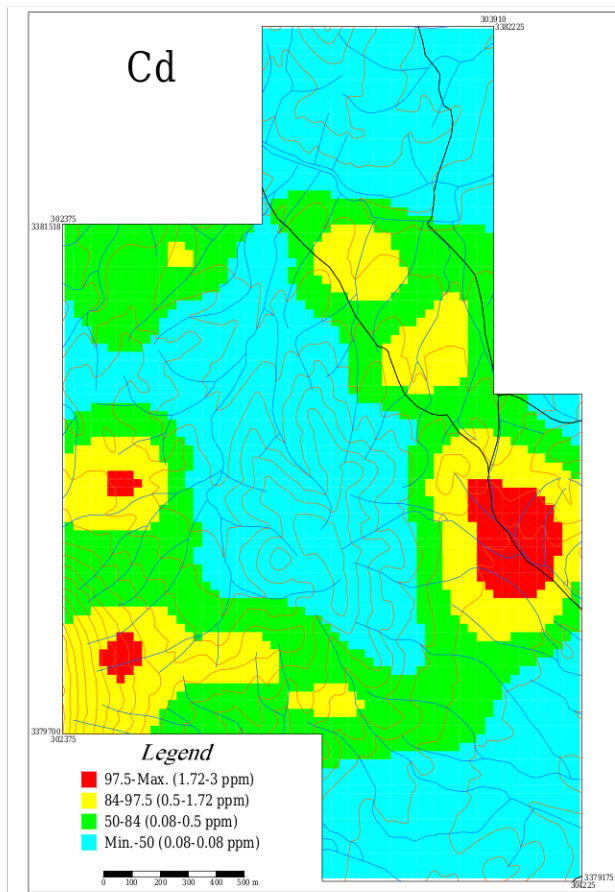 303910
3382225
Cd
302375
3381518
3379700
302375
Legend
97.5-Max. (1.72-3 ppm)
84-97.5 (0.5-1.72 ppm)
50-84 (0.08-0.5 ppm)
Min.-50 (0.08-0.08 ppm)
0 100 200 300 400 500 m
3379175
304225